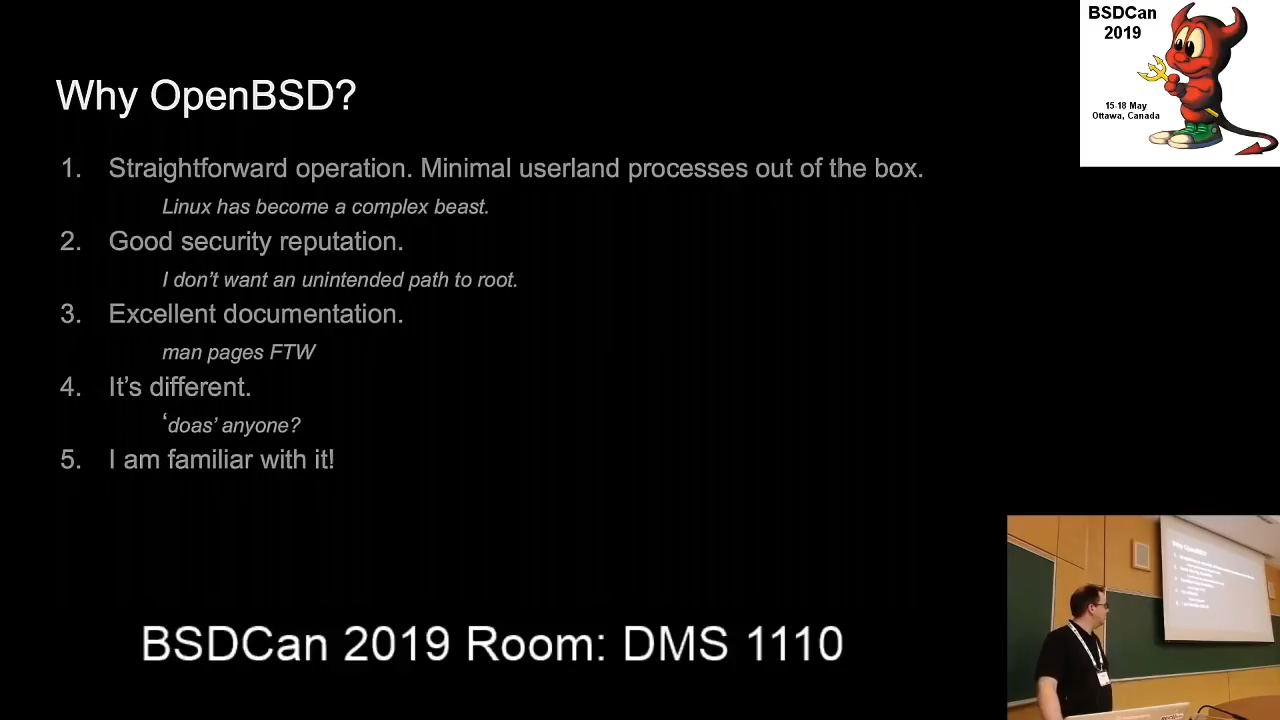 Why OpenBSD?
1. Straightforward operation. Minimal userland processes out of the box.
Linux has become a complex beast.
2. Good security reputation.
I don’t want an unintended path to root.
3. Excellent documentation.
man pages FTW
4. It’s different.
‘doas’ anyone?
5. I am familiar with it!
BSDCan 2019 Room: DMS 1110
BSDCan
2019
15-18 May
Ottawa, Canada